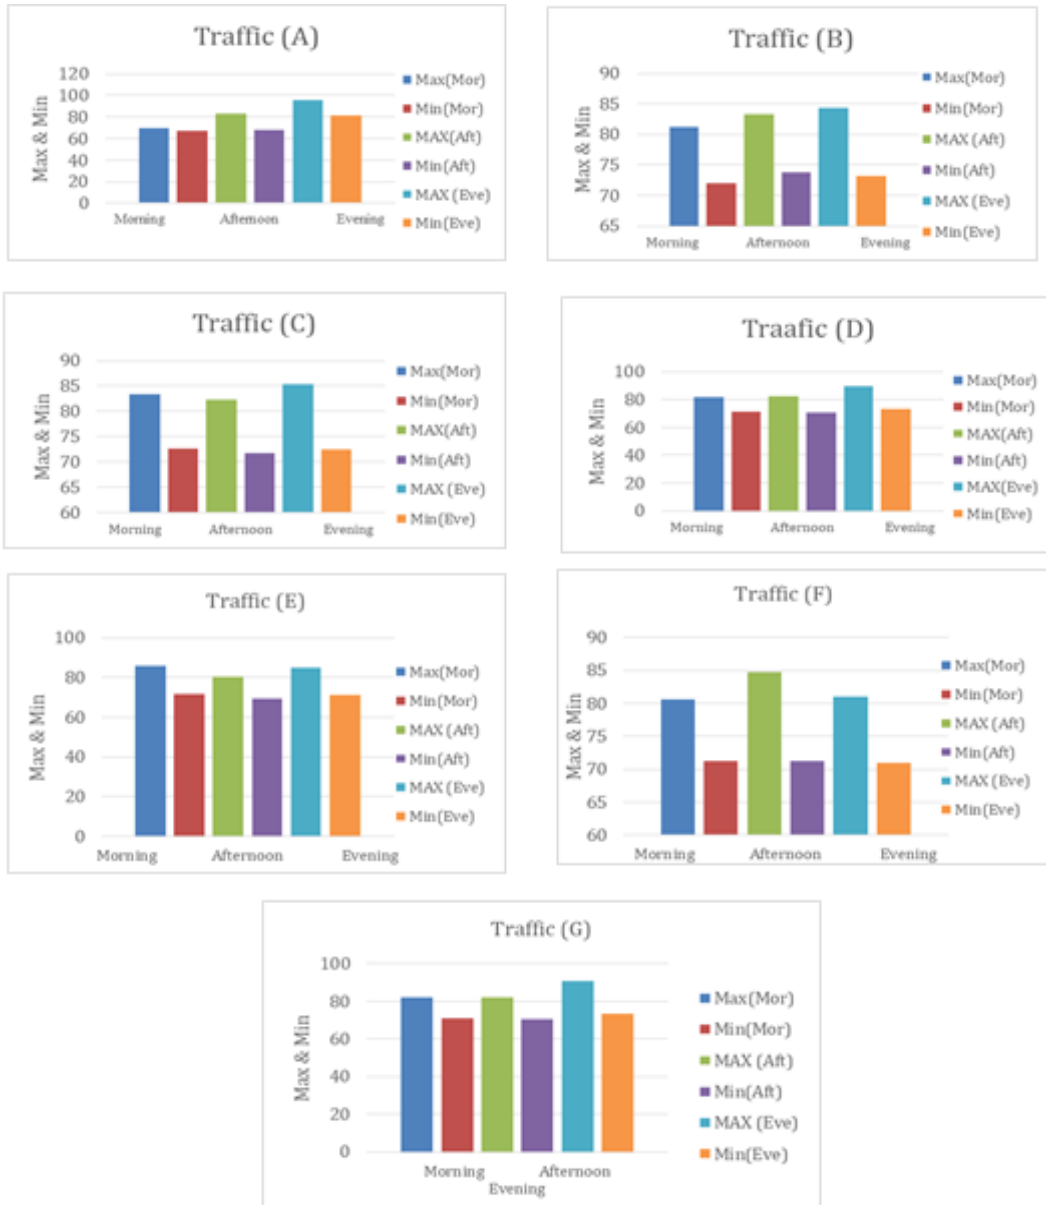 Traffic (A)
Max & Min
120
100
80
60
40
20
0
Morning Afternoon Evening
Max(Mor)
Min(Mor)
MAX(Aft)
Min(Aft)
MAX (Eve)
Min(Eve)
Traffic (B)
Max & Min
90
85
80
75
70
65
Morning Afternoon Evening
Max(Mor)
Min(Mor)
MAX (Aft)
Min(Aft)
MAX (Eve)
Min(Eve)
Traffic (C)
Max & Min
90
85
80
75
70
65
60
Morning Afternoon Evening
Max(Mor)
Min(Mor)
MAX(Aft)
Min(Aft)
MAX (Eve)
Min(Eve)
Traafic (D)
Max & Min
100
80
60
40
20
0
Morning Afternoon Evening
Max(Mor)
Min(Mor)
MAX(Aft)
Min(Aft)
MAX(Eve)
Min(Eve)
Traffic (E)
Max & Min
100
80
60
40
20
0
Morning Afternoon Evening
Max(Mor)
Min(Mor)
MAX (Aft)
Min(Aft)
MAX (Eve)
Min(Eve)
Traffic (F)
Max & Min
90
85
80
75
70
65
60
Morning Afternoon Evening
Max(Mor)
Min(Mor)
MAX (Aft)
Min(Aft)
MAX (Eve)
Min(Eve)
Traffic (G)
Max & Min
100
80
60
40
20
0
Morning Afternoon
Evening
Max(Mor)
Min(Mor)
MAX (Aft)
Min(Aft)
MAX (Eve)
Min(Eve)